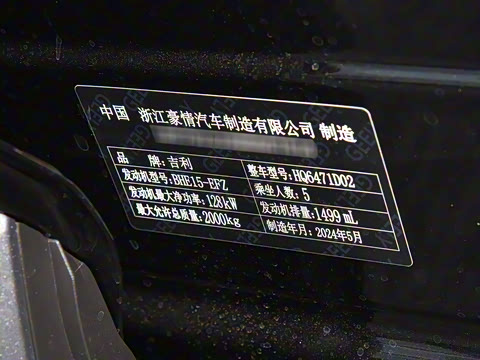 中国 浙江豪情汽车制造有限公司 制造
品 牌:吉利 整车型号:HQ6471D02
发动机型号:BHE15-EFZ 乘坐人数:5
发动机最大净功率:128kW 发动机排量:1499 mL
最大允许总质量:2000kg 制造年月:2024年5月